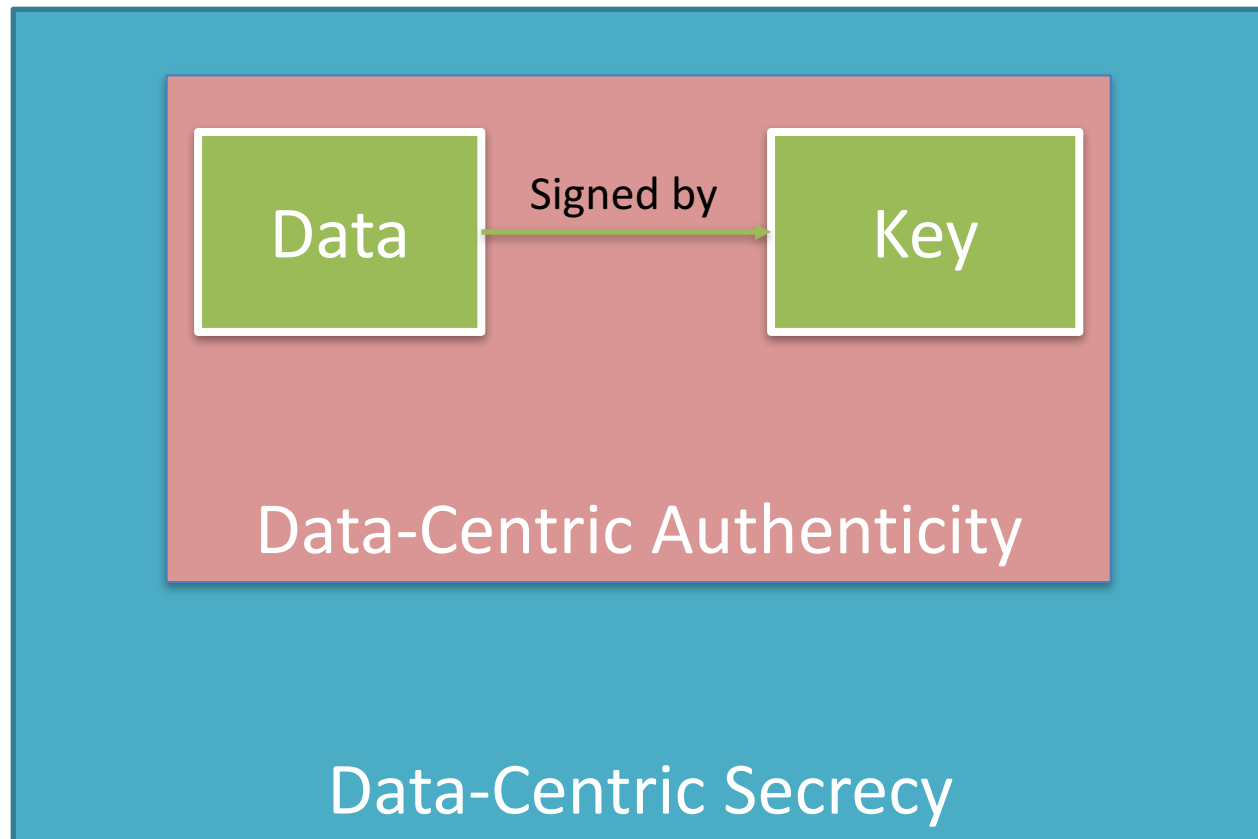 Data
Signed by
Key
Data-Centric Authenticity
Data-Centric Secrecy